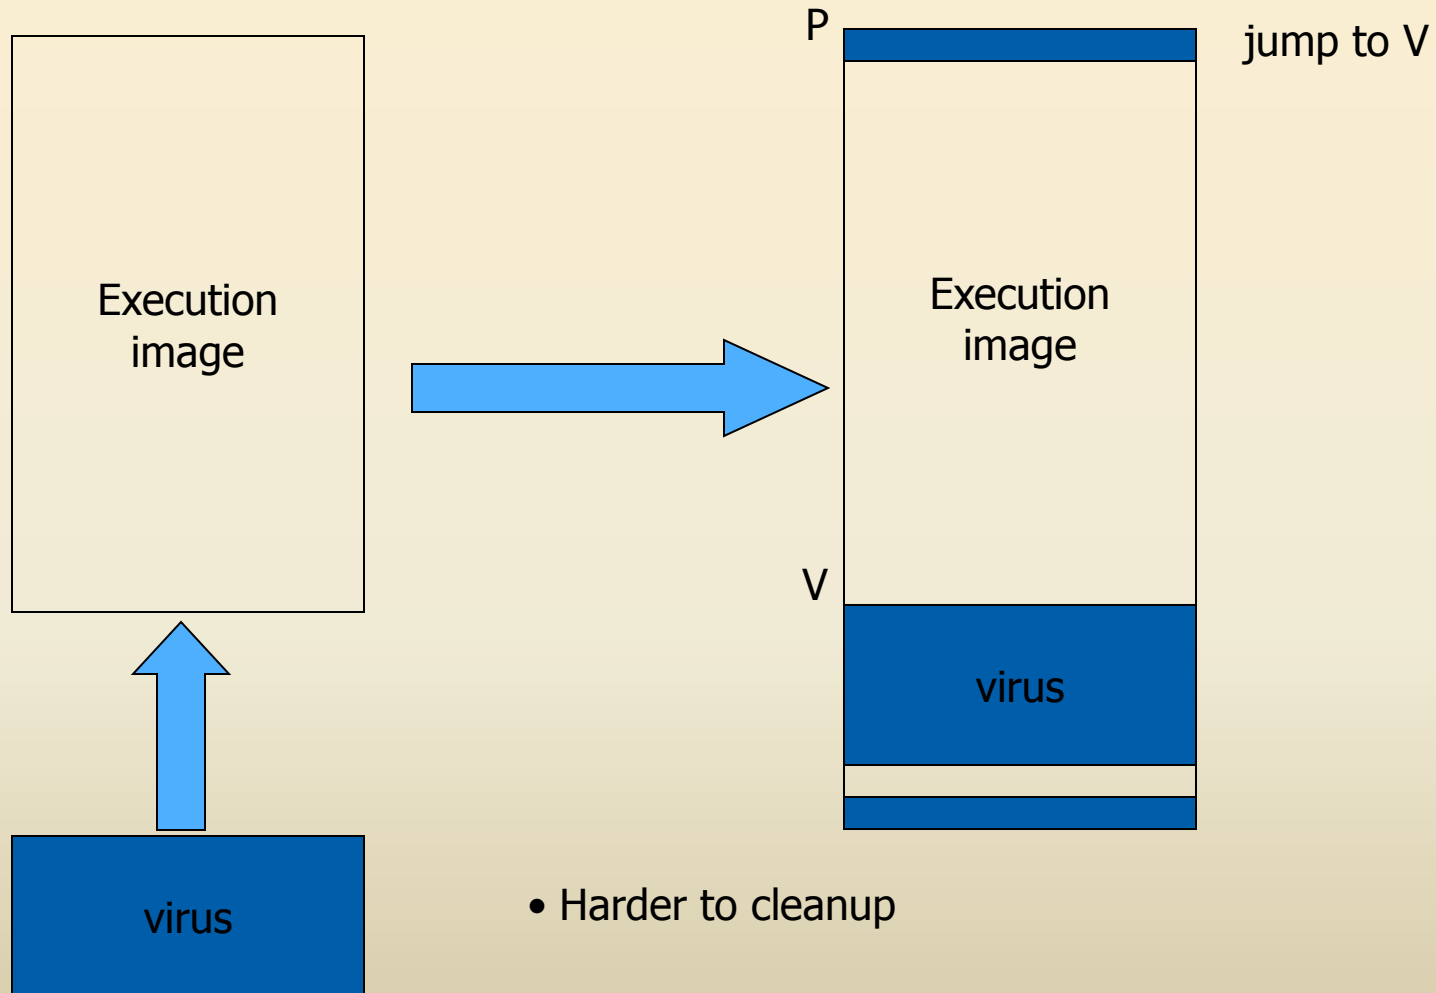 P
jump to V
Execution
image
Execution
image
V
virus
virus
• Harder to cleanup